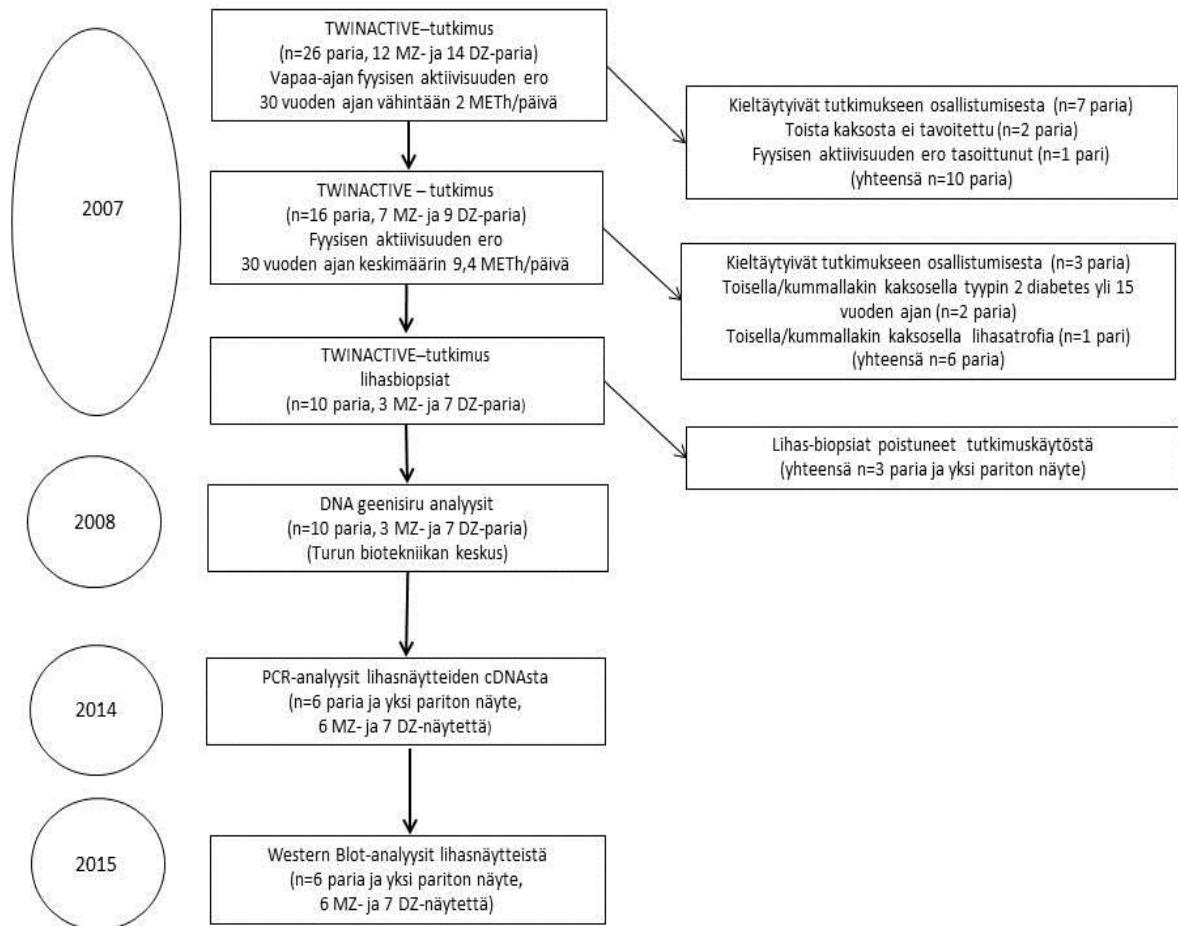 TWINACTIVE–tutkimus
(n=26 paria, 12 MZ- ja 14 DZ-paria)
Vapaa-ajan fyysisen aktiivisuuden ero
30 vuoden ajan vähintään 2 METh/päivä
Kieltäytyivät tutkimukseen osallistumisesta (n=7 paria)
Toista kaksosta ei tavoitettu (n=2 paria)
Fyysisen aktiivisuuden ero tasoittunut (n=1 pari)
(yhteensä n=10 paria)
2007
TWINACTIVE – tutkimus
(n=16 paria, 7 MZ- ja 9 DZ-paria)
Fyysisen aktiivisuuden ero
30 vuoden ajan keskimäärin 9,4 METh/päivä
Kieltäytyivät tutkimukseen osallistumisesta (n=3 paria)
Toisella/kummallakin kaksosella tyypin 2 diabetes yli 15
vuoden ajan (n=2 paria)
Toisella/kummallakin kaksosella lihasatrofia (n=1 pari)
(yhteensä n=6 paria)
TWINACTIVE–tutkimus
lihasbiopsiat
(n=10 paria, 3 MZ- ja 7 DZ-paria)
Lihas-biopsiat poistuneet tutkimuskäytöstä
(yhteensä n=3 paria ja yksi pariton näyte)
2008
DNA geenisiru analyysit
(n=10 paria, 3 MZ- ja 7 DZ-paria)
(Turun biotekniikan keskus)
2014
PCR-analyysit lihasnäytteiden cDNAsta
(n=6 paria ja yksi pariton näyte,
6 MZ- ja 7 DZ-näytettä)
2015
Western Blot-analyysit lihasnäytteistä
(n=6 paria ja yksi pariton näyte,
6 MZ- ja 7 DZ-näytettä)